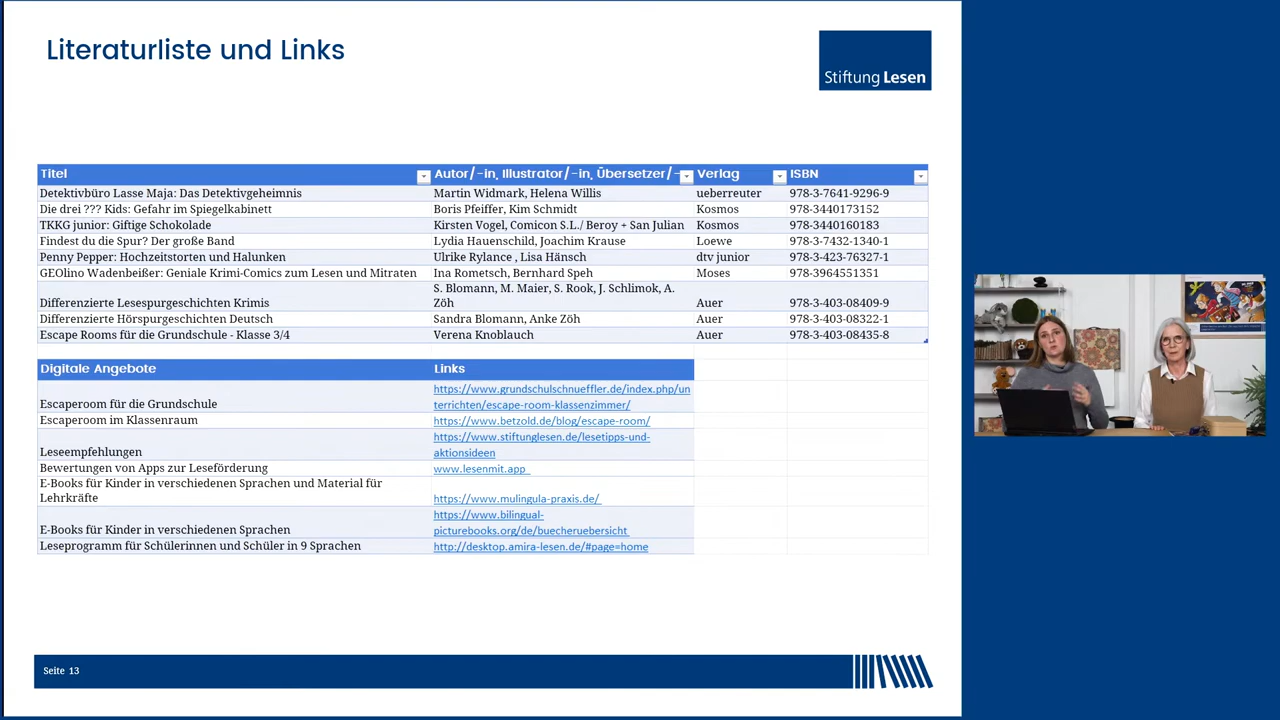 Literaturliste und Links
Stiftung Lesen
Titel Autor/-in, Illustrator/-in, Übersetzer/- Verlag ISBN
Detektivbüro Lasse Maja: Das Detektivgeheimnis Martin Widmark, Helena Willis ueberreuter 978-3-7641-9296-9
Die drei ??? Kids: Gefahr im Spiegelkabinett Boris Pfeiffer, Kim Schmidt Kosmos 978-3440173152
TKKG junior: Giftige Schokolade Kirsten Vogel, Comicon S.L./ Beroy + San Julian Kosmos 978-3440160183
Findest du die Spur? Der große Band Lydia Hauenschild, Joachim Krause Loewe 978-3-7432-1340-1
Penny Pepper: Hochzeitstorten und Halunken Ulrike Rylance , Lisa Hänsch dtv junior 978-3-423-76327-1
GEOlino Wadenbeißer: Geniale Krimi-Comics zum Lesen und Mitraten Ina Rometsch, Bernhard Speh Moses 978-3964551351
S. Blomann, M. Maier, S. Rook, J. Schlimok, A.
Differenzierte Lesespurgeschichten Krimis Zöh Auer 978-3-403-08409-9
Differenzierte Hörspurgeschichten Deutsch Sandra Blomann, Anke Zöh Auer 978-3-403-08322-1
Escape Rooms für die Grundschule - Klasse 3/4 Verena Knoblauch Auer 978-3-403-08435-8
Digitale Angebote Links
https://www.grundschulschnueffler.de/index.php/un
Escaperoom für die Grundschule terrichten/escape-room-klassenzimmer/
Escaperoom im Klassenraum https://www.betzold.de/blog/escape-room/
https://www.stiftunglesen.de/lesetipps-und-
Leseempfehlungen aktionsideen
Bewertungen von Apps zur Leseförderung www.lesenmit.app
E-Books für Kinder in verschiedenen Sprachen und Material für
Lehrkräfte https://www.mulingula-praxis.de/
https://www.bilingual-
E-Books für Kinder in verschiedenen Sprachen picturebooks.org/de/buecheruebersicht
Leseprogramm für Schülerinnen und Schüler in 9 Sprachen http://desktop.amira-lesen.de/#page=home
Seite 13